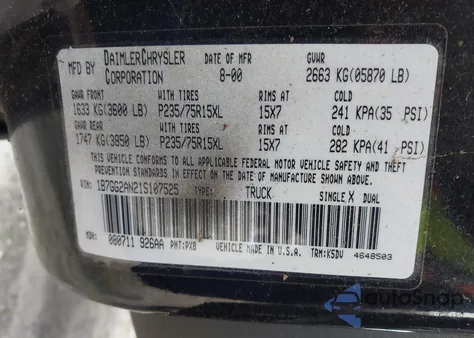 MFD BY DAIMLERCHRYSLER CORPORATION DATE OF MFR 8-00 GVWR 2663 KG(05870 LB)
GAWR FRONT WITH TIRES RIMS AT COLD
1633 KG(3600 LB) P235/75R15XL 15X7 241 KPA(35 PSI)
GAWR REAR WITH TIRES RIMS AT COLD
1747 KG(3850 LB) P235/75R15XL 15X7 282 KPA(41 PSI)
THIS VEHICLE CONFORMS TO ALL APPLICABLE FEDERAL MOTOR VEHICLE SAFETY AND THEFT
PREVENTION STANDARDS IN EFFECT ON THE DATE OF MANUFACTURE SHOWN ABOVE.
VIN: 1B7GG2AN21S107525 TYPE: TRUCK SINGLE X DUAL
MDH: 080711 926AA PNT:PX8 VEHICLE MADE IN U.S.A. TRM:K5DV 4648503
autoSnap